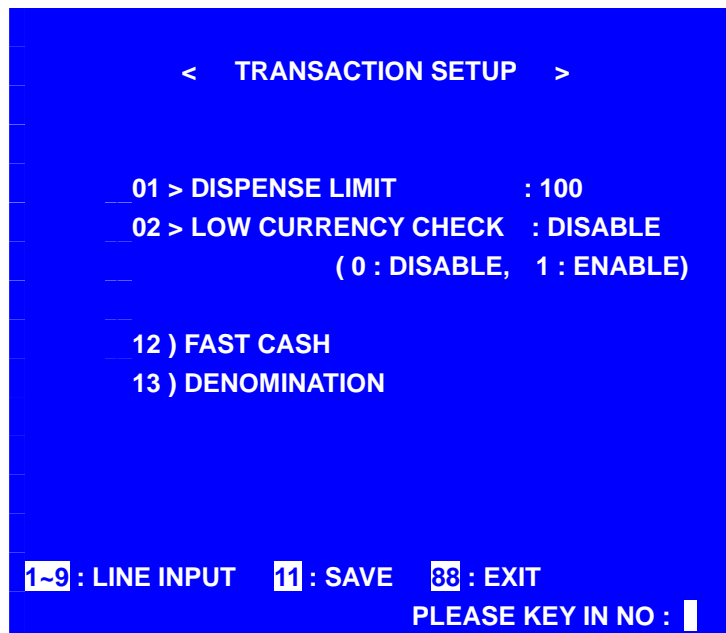 < TRANSACTION SETUP >
01 > DISPENSE LIMIT : 100
02 > LOW CURRENCY CHECK : DISABLE
( 0 : DISABLE, 1 : ENABLE)
12 ) FAST CASH
13 ) DENOMINATION
1~9 : LINE INPUT 11 : SAVE 88 : EXIT
PLEASE KEY IN NO :